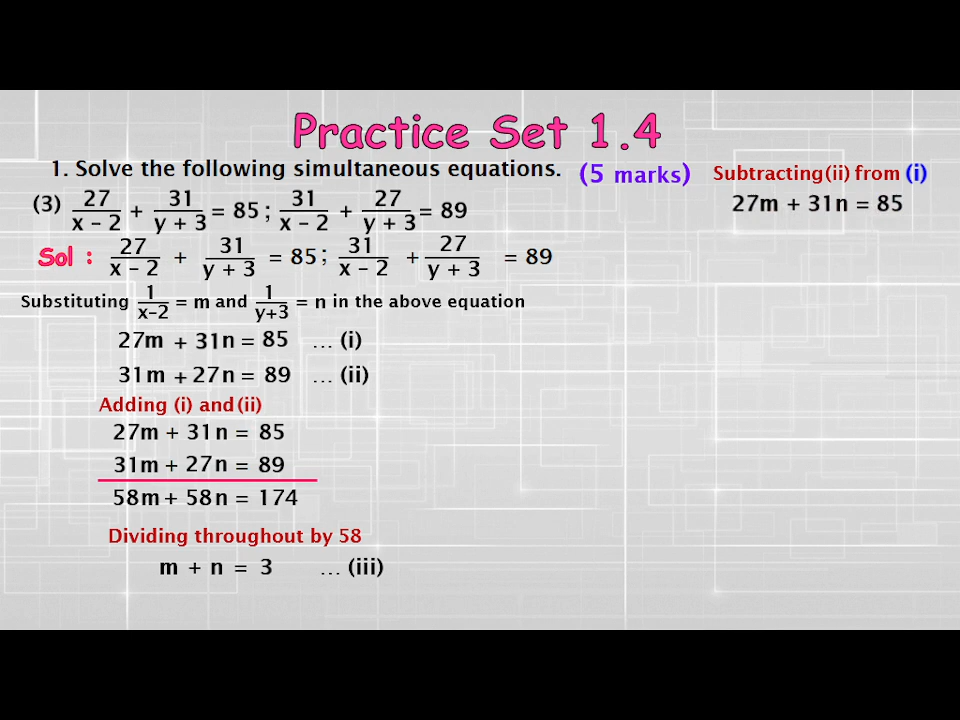 Practice Set 1.4
1. Solve the following simultaneous equations. (5 marks)
(3) 27/(x – 2) + 31/(y + 3) = 85 ; 31/(x – 2) + 27/(y + 3) = 89
Sol : 27/(x – 2) + 31/(y + 3) = 85 ; 31/(x – 2) + 27/(y + 3) = 89
Substituting 1/(x–2) = m and 1/(y+3) = n in the above equation
27m + 31n = 85 ... (i)
31m + 27n = 89 ... (ii)
Adding (i) and (ii)
27m + 31n = 85
31m + 27n = 89
58m + 58n = 174
Dividing throughout by 58
m + n = 3 ... (iii)
Subtracting (ii) from (i)
27m + 31n = 85